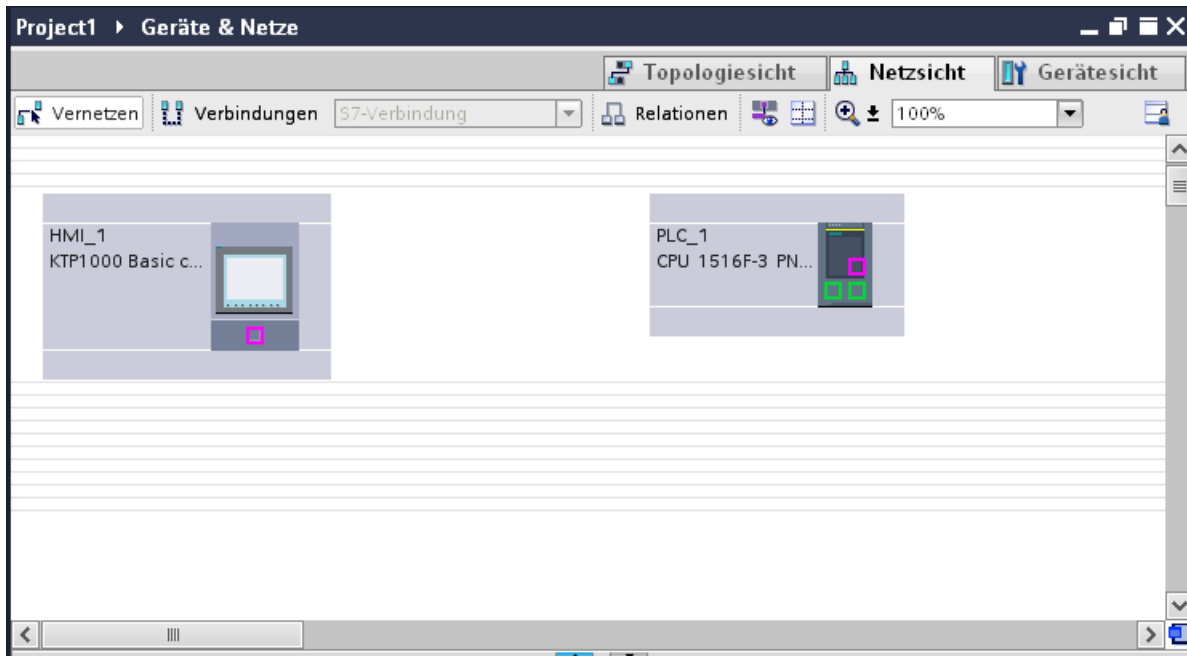 Project1 ▸ Geräte & Netze
Topologiesicht Netzsicht Gerätesicht
Vernetzen Verbindungen S7-Verbindung Relationen 100%
HMI_1
KTP1000 Basic c...
PLC_1
CPU 1516F-3 PN...